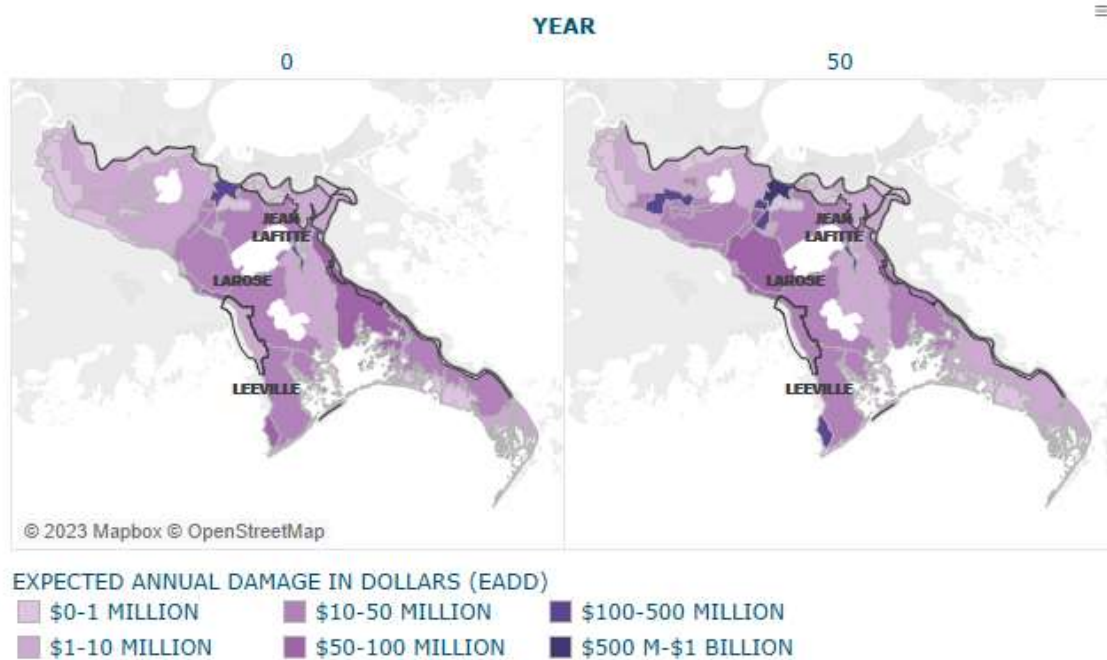 YEAR
0
50
JEAN
LAFITTE
LAROSE
LEEVILLE
JEAN
LAFITTE
LAROSE
LEEVILLE
© 2023 Mapbox © OpenStreetMap
EXPECTED ANNUAL DAMAGE IN DOLLARS (EADD)
$0-1 MILLION
$10-50 MILLION
$100-500 MILLION
$1-10 MILLION
$50-100 MILLION
$500 M-$1 BILLION